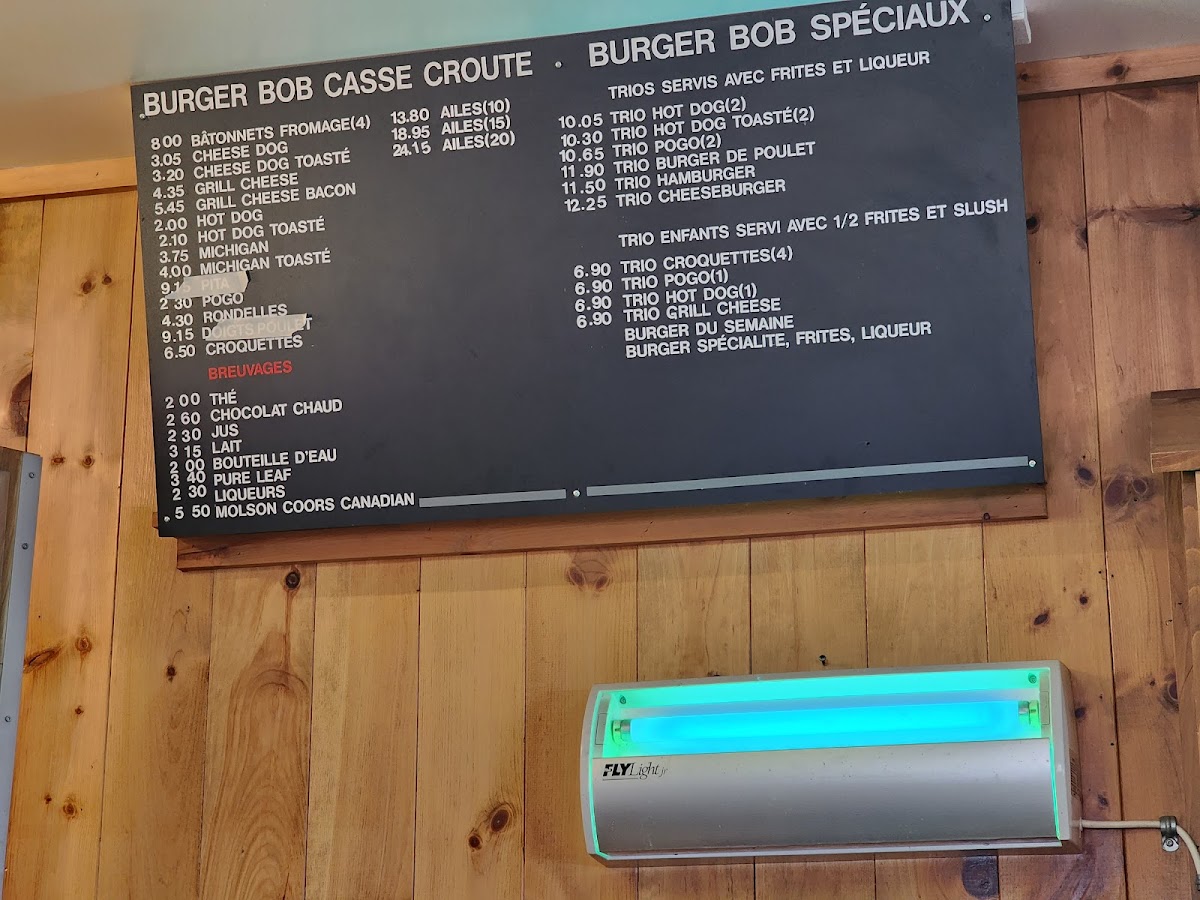 BURGER BOB CASSE CROUTE · BURGER BOB SPÉCIAUX
8 00 BÂTONNETS FROMAGE(4)
3.05 CHEESE DOG
3.20 CHEESE DOG TOASTÉ
4.35 GRILL CHEESE
5.45 GRILL CHEESE BACON
2.00 HOT DOG
2.10 HOT DOG TOASTÉ
3.75 MICHIGAN
4,00 MICHIGAN TOASTÉ
9.15 PITA
2 30 POGO
4.30 RONDELLES
9.15 DOIGTS POULET
6.50 CROQUETTES
13.80 AILES(10)
18.95 AILES(15)
24.15 AILES(20)
BREUVAGES
2 00 THÉ
2 60 CHOCOLAT CHAUD
2 30 JUS
3 15 LAIT
2 00 BOUTEILLE D'EAU
3 40 PURE LEAF
2 30 LIQUEURS
5 50 MOLSON COORS CANADIAN
TRIOS SERVIS AVEC FRITES ET LIQUEUR
10.05 TRIO HOT DOG(2)
10.30 TRIO HOT DOG TOASTÉ(2)
10.65 TRIO POGO(2)
11.90 TRIO BURGER DE POULET
11.50 TRIO HAMBURGER
12.25 TRIO CHEESEBURGER
TRIO ENFANTS SERVI AVEC 1/2 FRITES ET SLUSH
6.90 TRIO CROQUETTES(4)
6.90 TRIO POGO(1)
6.90 TRIO HOT DOG(1)
6.90 TRIO GRILL CHEESE
BURGER DU SEMAINE
BURGER SPÉCIALITE, FRITES, LIQUEUR
FLYLight jr